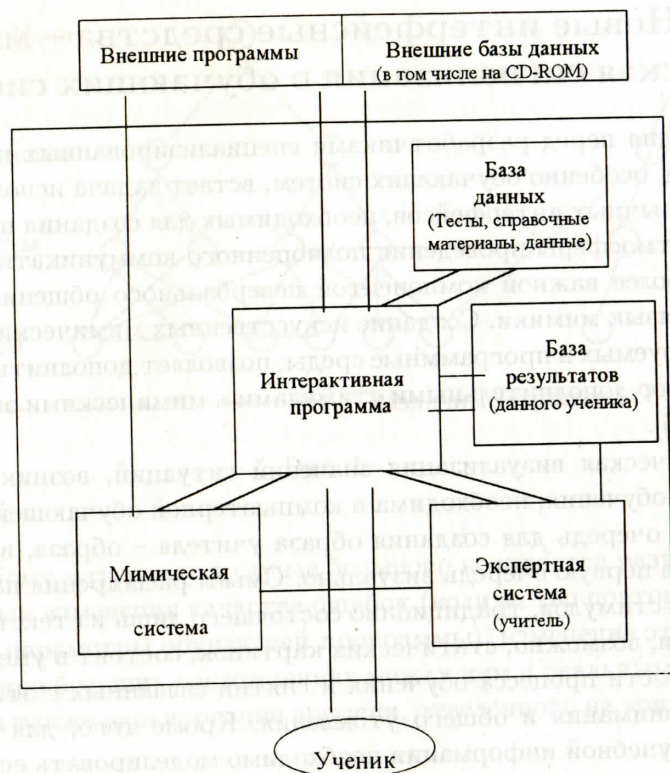 Внешние программы
Внешние базы данных
(в том числе на CD-ROM)
База
данных
(Тесты, справочные
материалы, данные)
Интерактивная
программа
База
результатов
(данного ученика)
Мимическая
система
Экспертная
система
(учитель)
Ученик